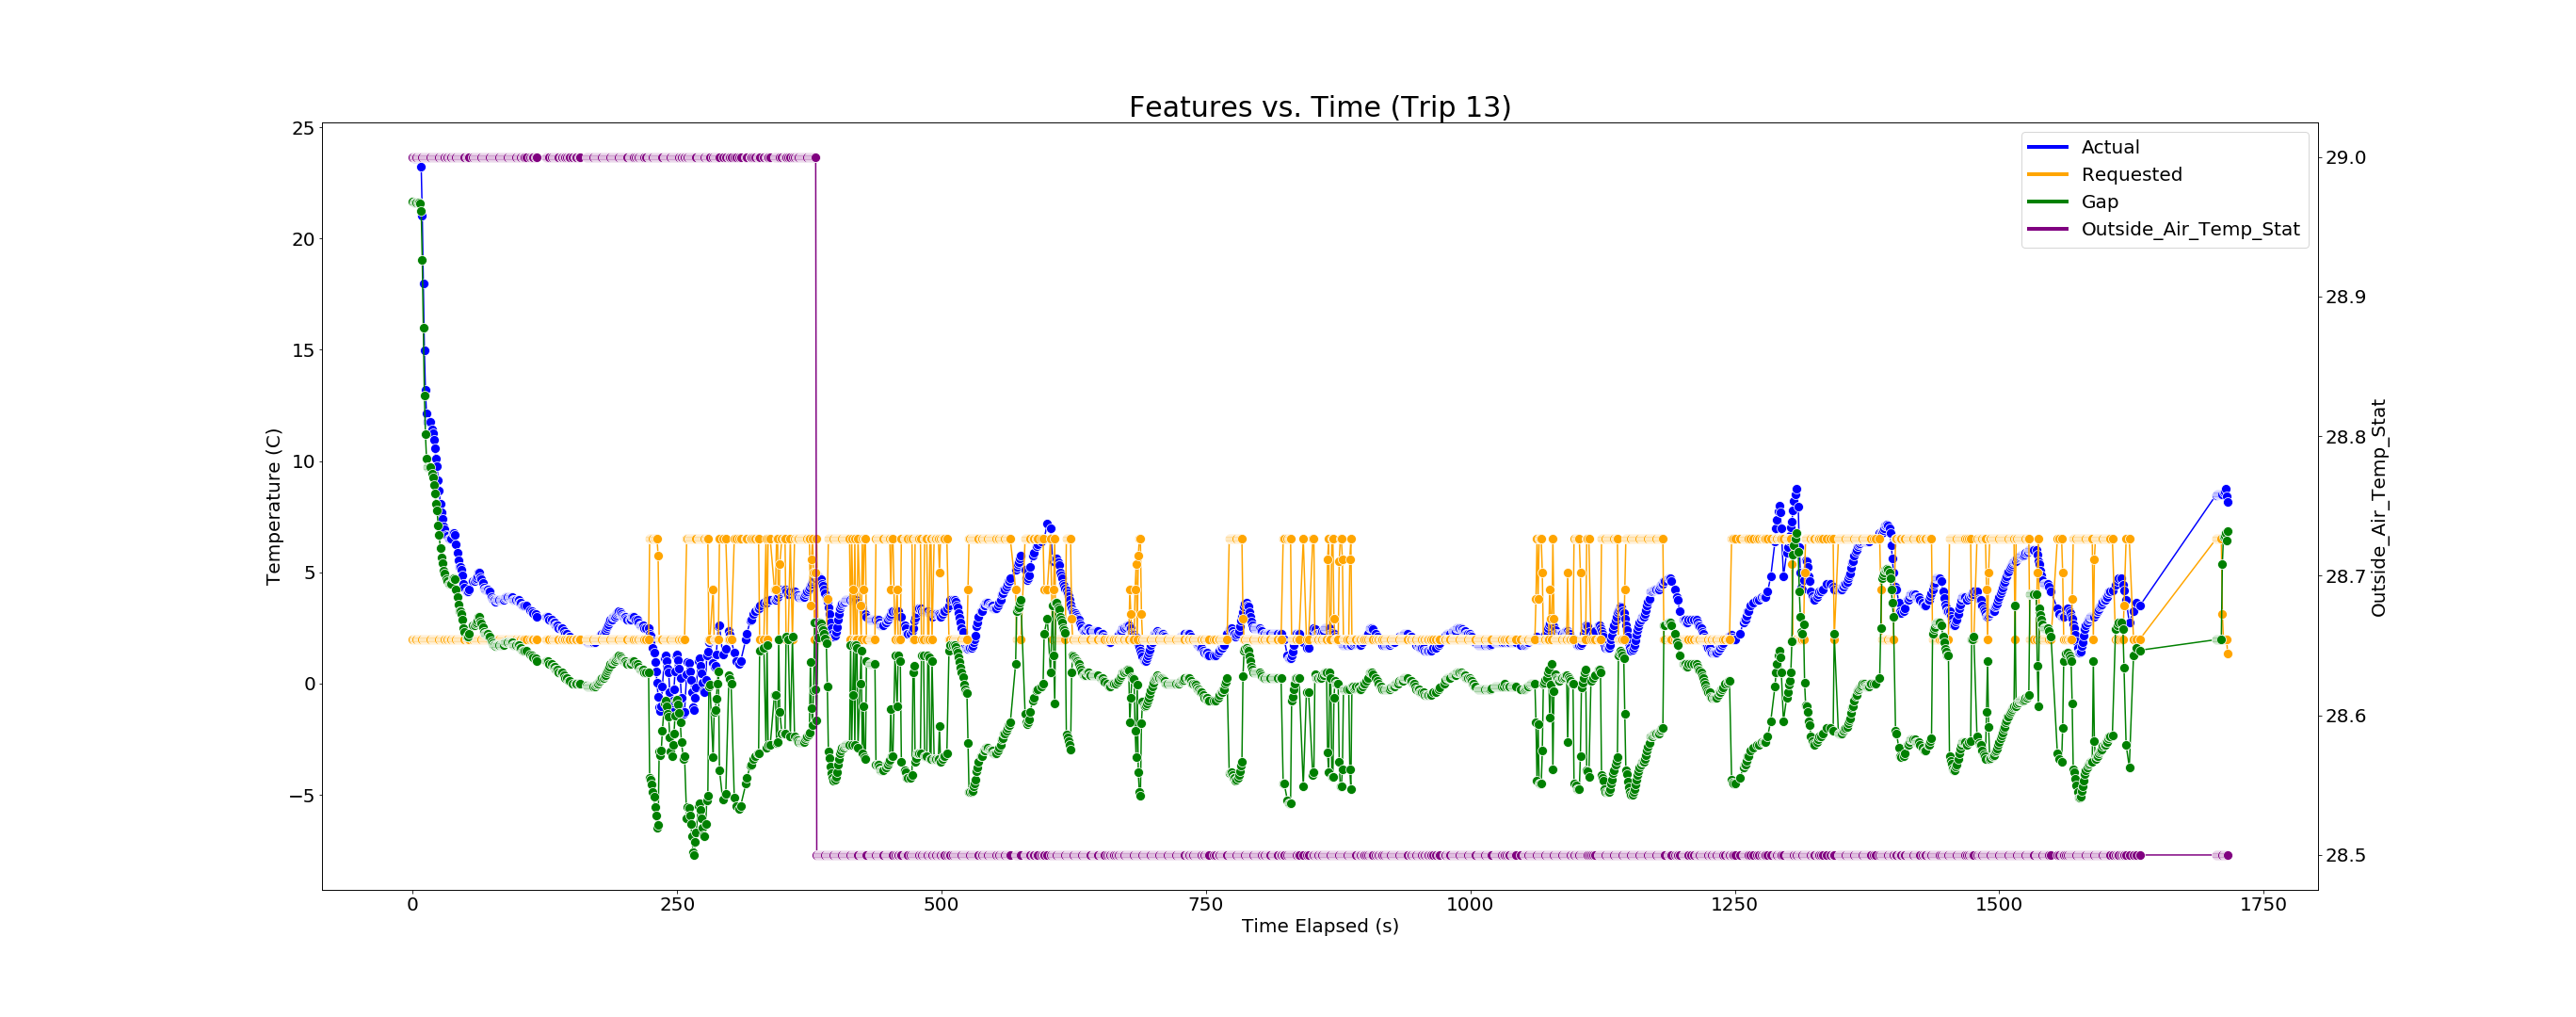 Features vs. Time (Trip 13)
25
20
15
10
5
0
−5
Temperature (C)
Actual
Requested
Gap
Outside_Air_Temp_Stat
29.0
28.9
28.8
28.7
28.6
28.5
Outside_Air_Temp_Stat
0
250
500
750
1000
1250
1500
1750
Time Elapsed (s)